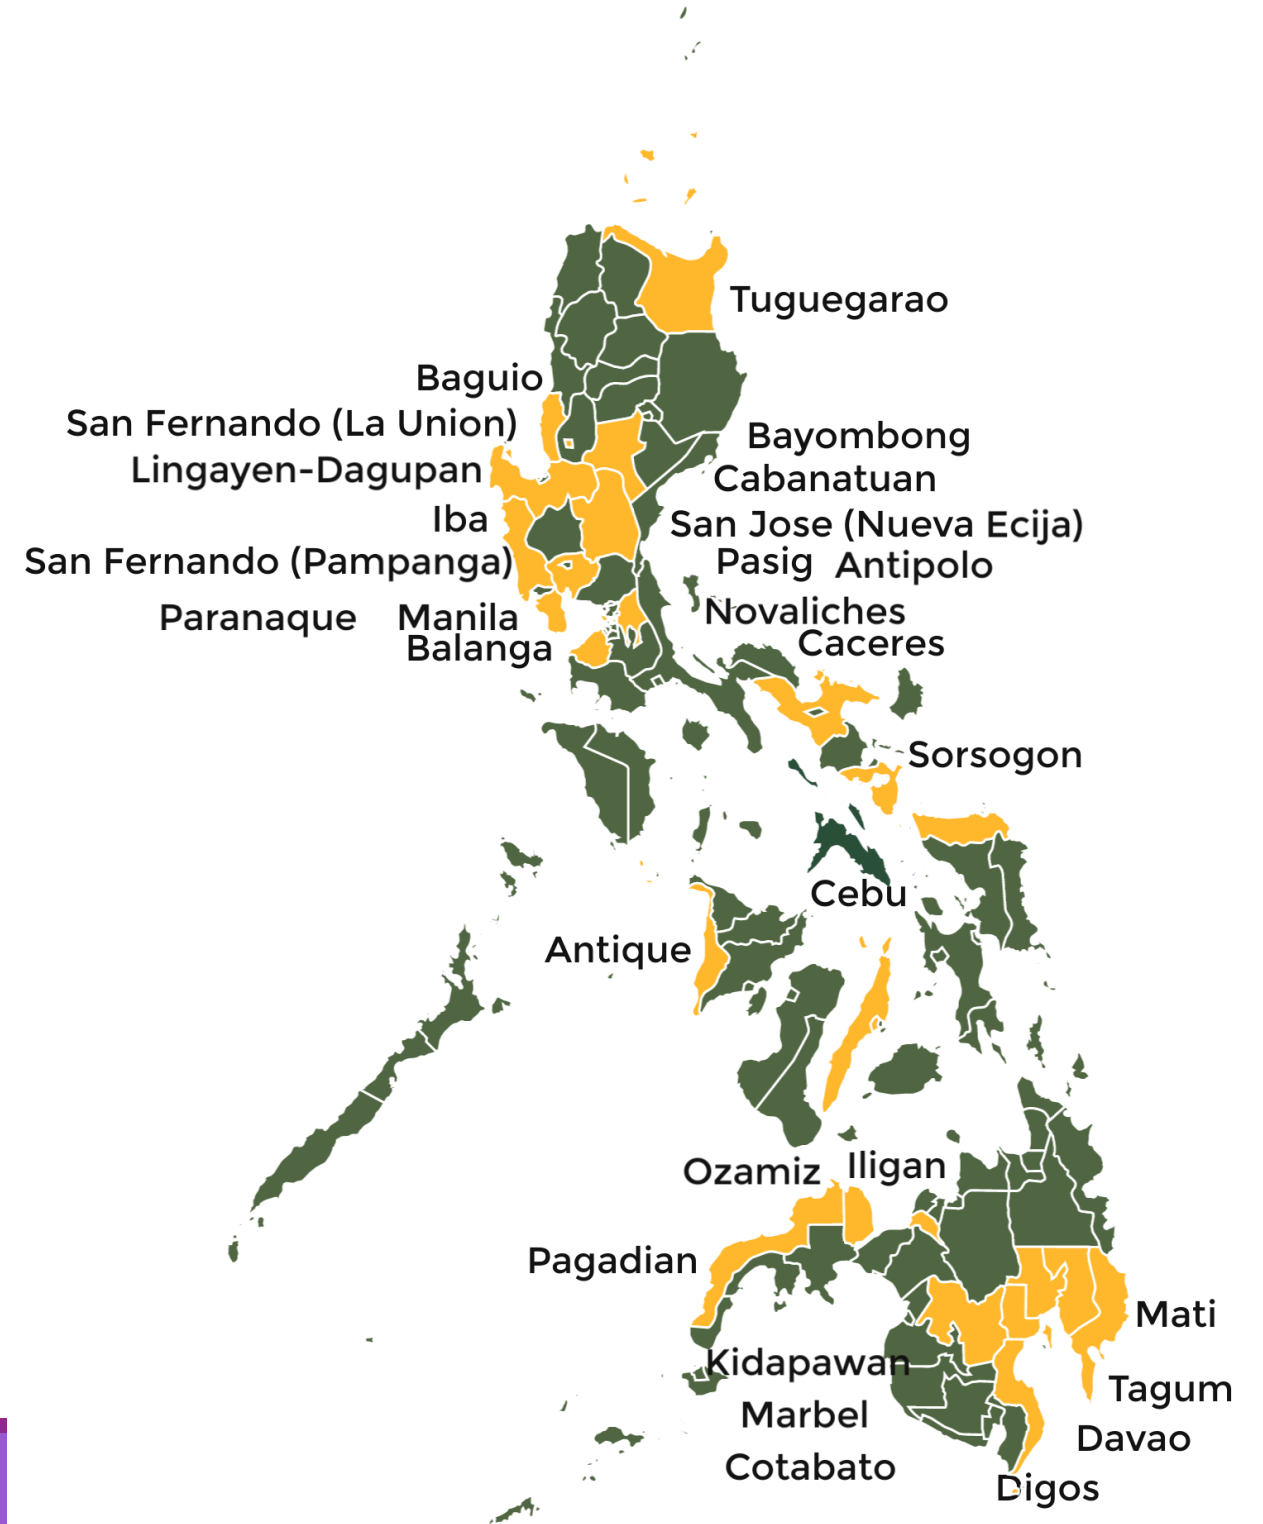 Tuguegarao
Baguio
San Fernando (La Union)
Bayombong
Lingayen-Dagupan
Cabanatuan
Iba
San Jose (Nueva Ecija)
San Fernando (Pampanga)
Pasig
Antipolo
Paranaque
Manila
Novaliches
Balanga
Caceres
Sorsogon
Cebu
Antique
Ozamiz
Iligan
Pagadian
Mati
Kidapawan
Tagum
Marbel
Davao
Cotabato
Digos